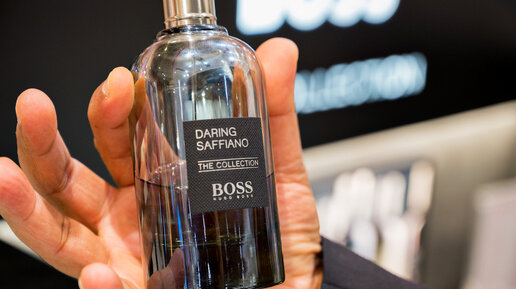 BOSS
COLLECTION
DARING
SAFFIANO
THE COLLECTION
BOSS
HUGO BOSS